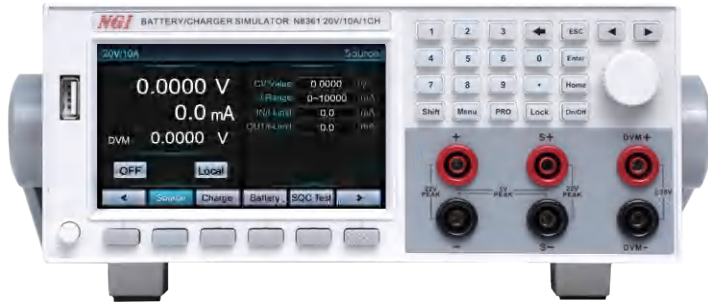 NGI BATTERY/CHARGER SIMULATOR N8361 20V/10A/1CH
20V/10A Source
0.0000 V
0.0 mA
DVM 0.0000 V
CV Value 0.0000
I Range 0~10000 mA
IN/I-Limit 0.0 mA
OUT/I-Limit 0.0 mA
OFF Local
< Source Charge Battery SOC Test >
1 2 3 ESC
4 5 6 0 Enter
7 8 9 . Home
Shift Menu PRO Lock On/Off
+ S+ DVM+
22V PEAK 22V PEAK
PEAK
- S- DVM-